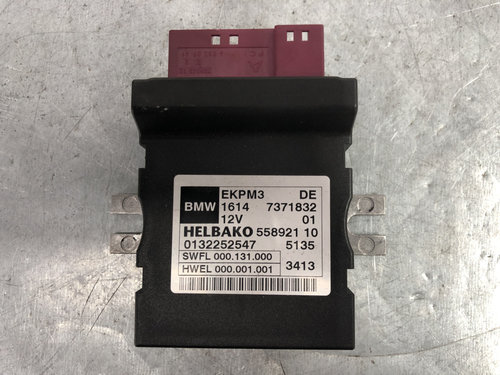 BMW
EKPM3 DE
1614 7371832
12V 01
HELBAKO 558921 10
0132252547 5135
SWFL 000.131.000
HWEL 000.001.001 3413